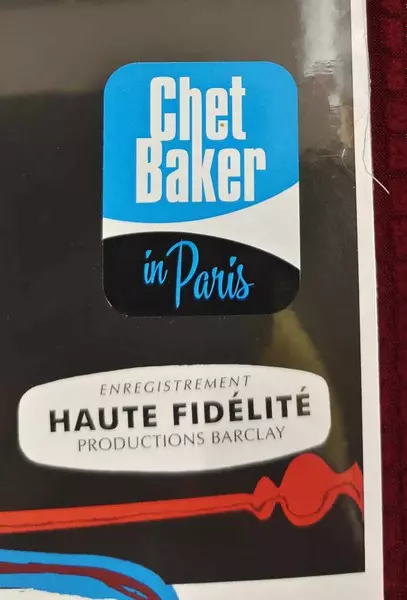 Chet
Baker
in Paris
ENREGISTREMENT
HAUTE FIDÉLITÉ
PRODUCTIONS BARCLAY